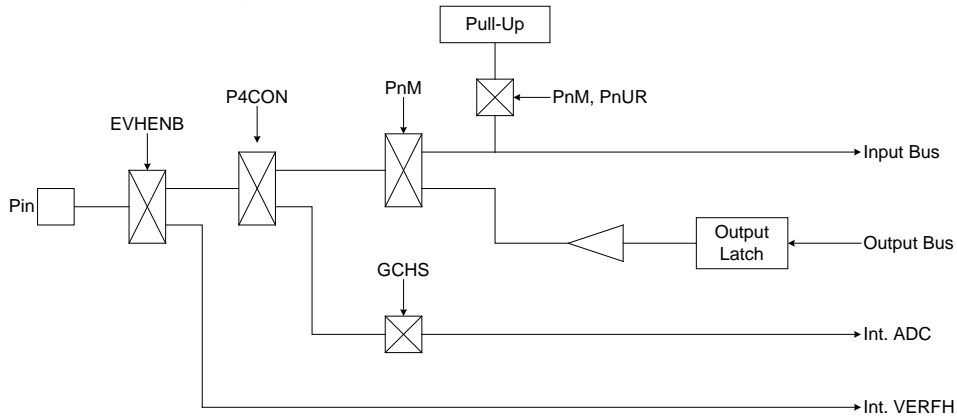 Pull-Up
PnM
P4CON
EVHENB
PnM, PnUR
Input Bus
Pin
Output
Latch
Output Bus
GCHS
Int. ADC
Int. VERFH